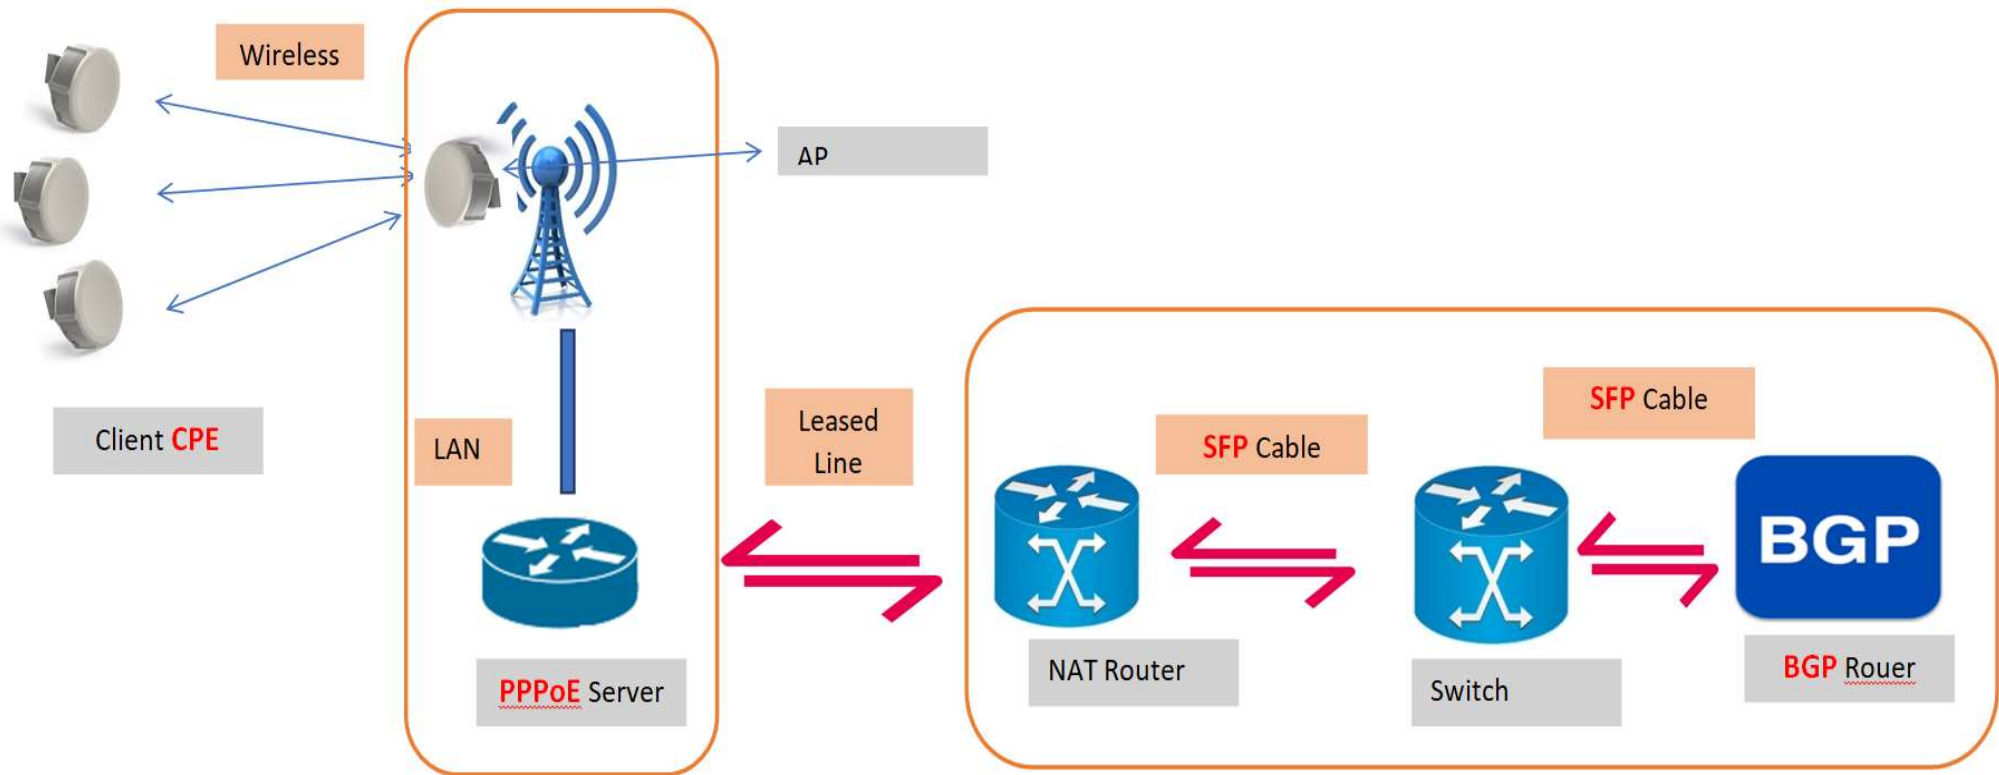 Wireless
AP
Client CPE
LAN
Leased
Line
SFP Cable
SFP Cable
BGP
PPPoE Server
NAT Router
Switch
BGP Rouer